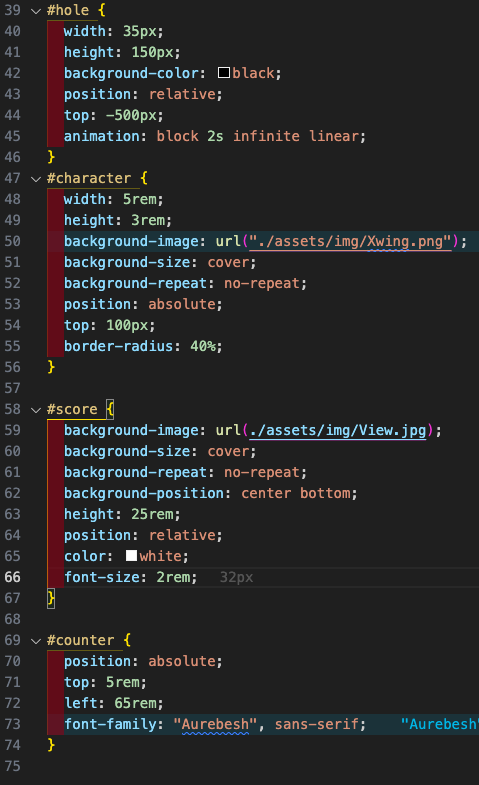 39 #hole {
40 width: 35px;
41 height: 150px;
42 background-color: black;
43 position: relative;
44 top: -500px;
45 animation: block 2s infinite linear;
46 }
47 #character {
48 width: 5rem;
49 height: 3rem;
50 background-image: url("./assets/img/Xwing.png");
51 background-size: cover;
52 background-repeat: no-repeat;
53 position: absolute;
54 top: 100px;
55 border-radius: 40%;
56 }
57
58 #score {
59 background-image: url(./assets/img/View.jpg);
60 background-size: cover;
61 background-repeat: no-repeat;
62 background-position: center bottom;
63 height: 25rem;
64 position: relative;
65 color: white;
66 font-size: 2rem; 32px
67 }
68
69 #counter {
70 position: absolute;
71 top: 5rem;
72 left: 65rem;
73 font-family: "Aurebesh", sans-serif; "Aurebesh
74 }
75